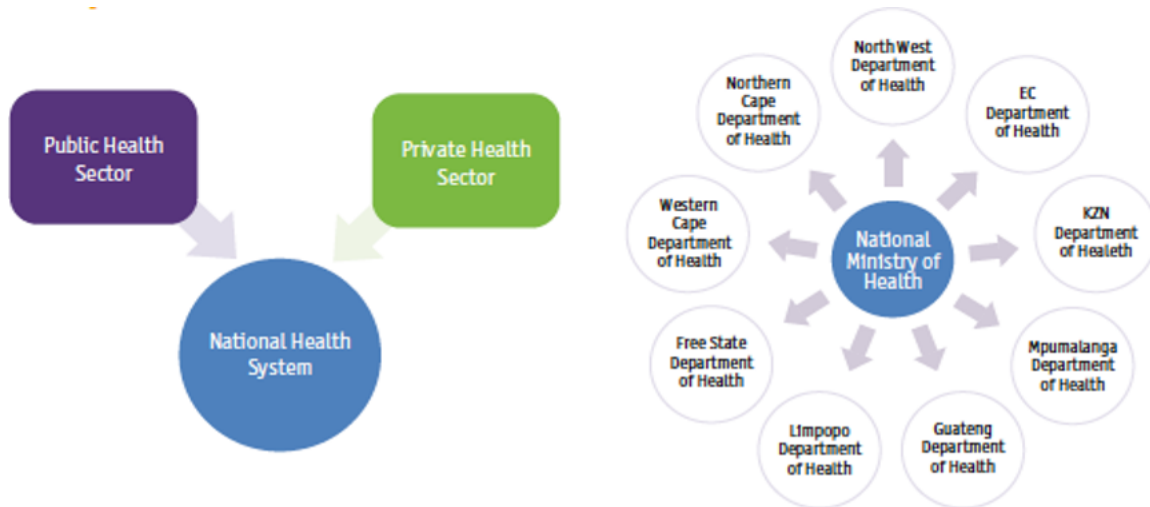 Public Health
Sector
Private Health
Sector
National Health
System
North West
Department
of Health
EC
Department
of Health
KZN
Department
of Healeth
Mpumalanga
Department
of Health
Guateng
Department
of Health
Limpopo
Department
of Health
Free State
Department
of Health
Western
Cape
Department
of Health
Northern
Cape
Department
of Health
National
Ministry of
Health